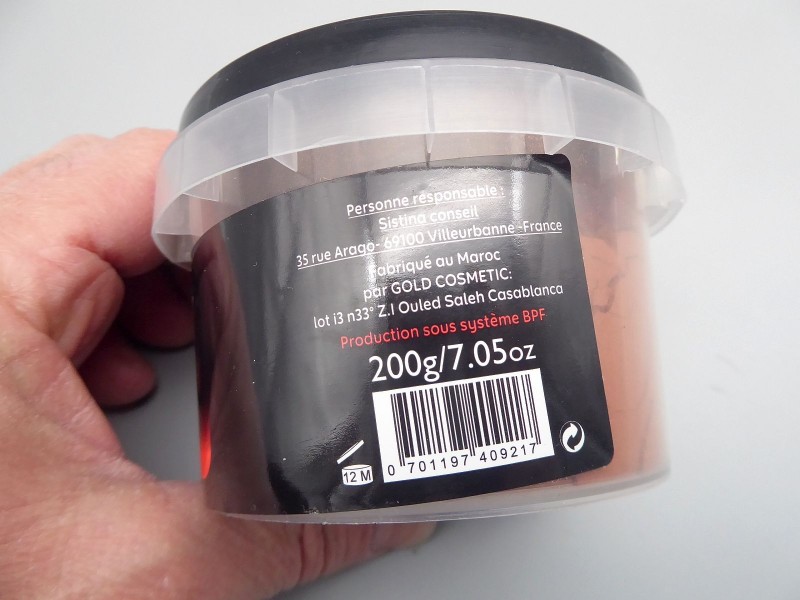 Personne responsable :
Sistina conseil
35 rue Arago- 69100 Villeurbanne -France
Fabriqué au Maroc
par GOLD COSMETIC:
lot i3 n33° Z.I Ouled Saleh Casablanca
Production sous système BPF
200g/7.05oz
12 M
0 701197 409217